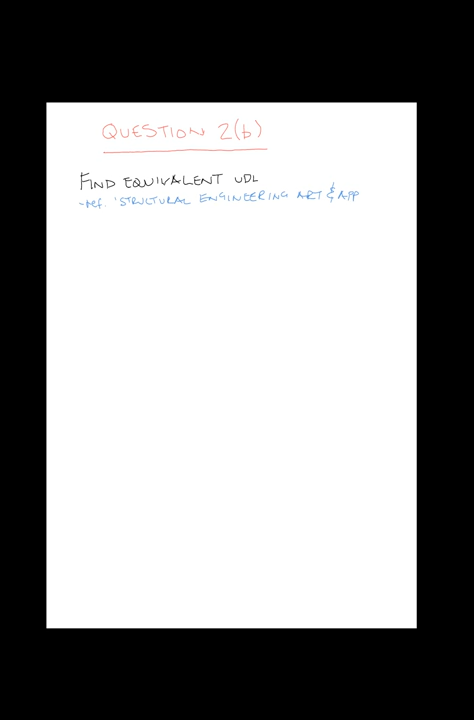 QUESTION 2(b)
FIND EQUIVALENT UDL
-ref. 'STRUCTURAL ENGINEERING ART & APP